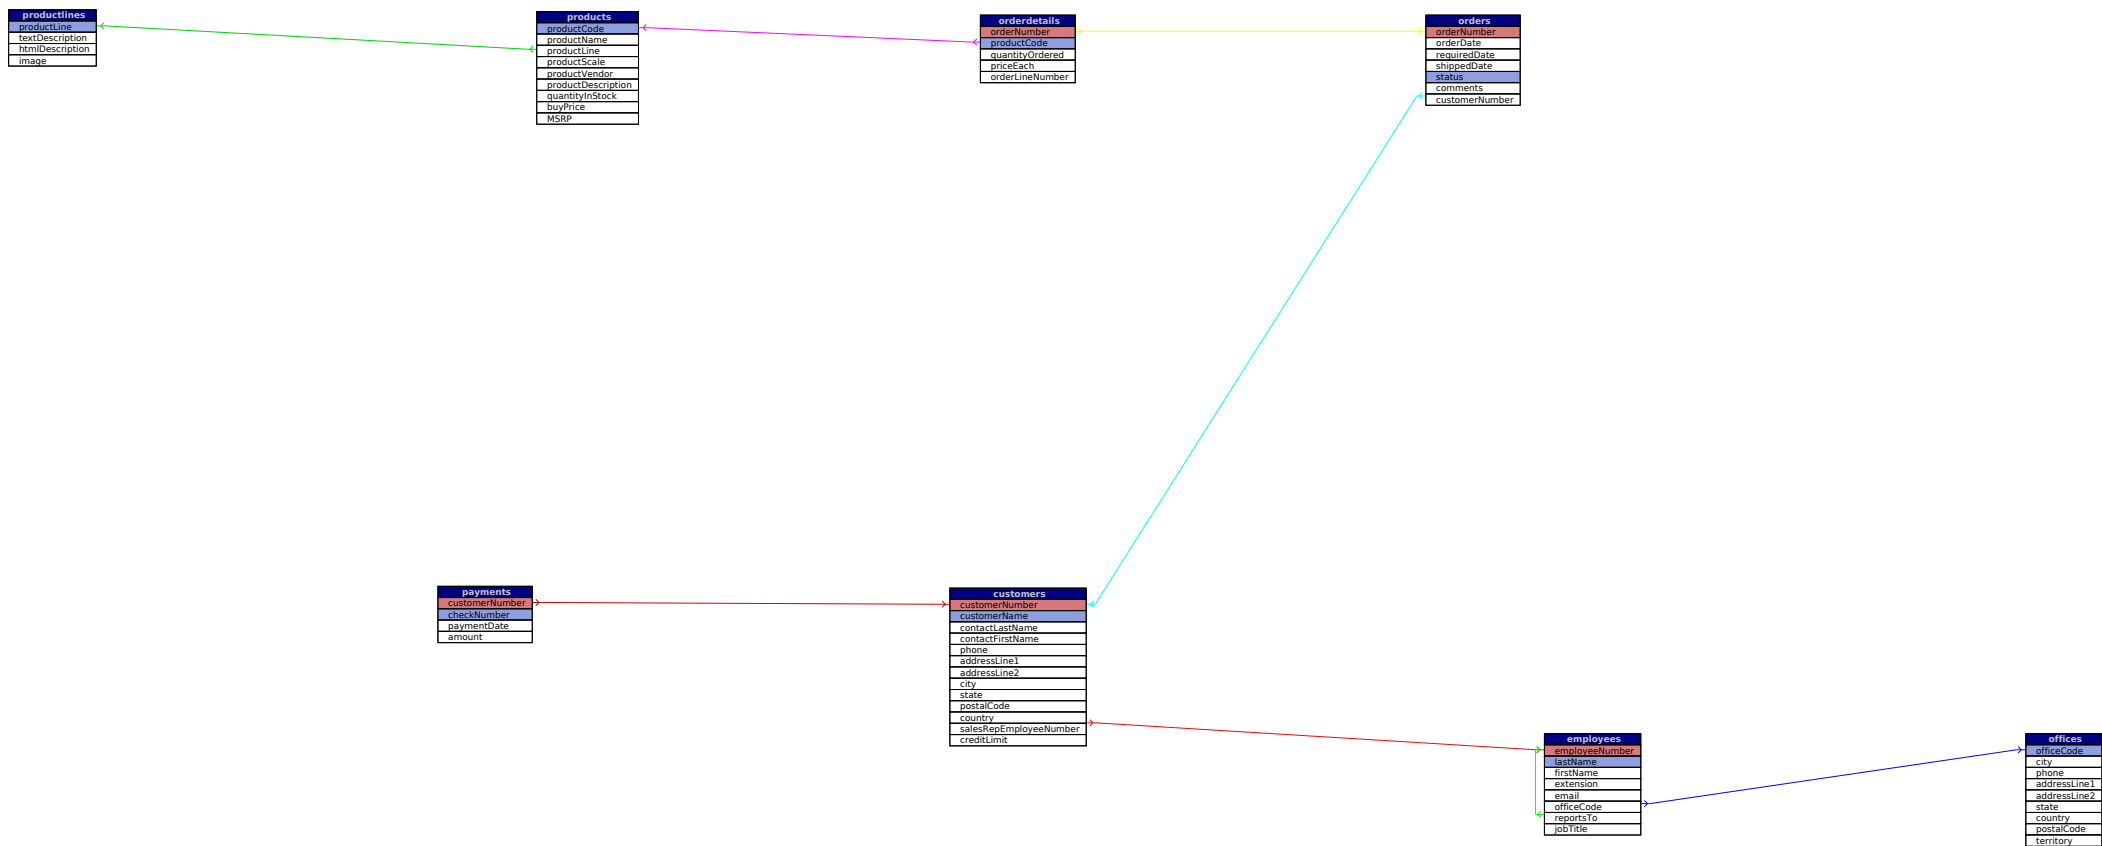 productlines
productLine
textDescription
htmlDescription
image
products
productCode
productName
productLine
productScale
productVendor
productDescription
quantityInStock
buyPrice
MSRP
orderdetails
orderNumber
productCode
quantityOrdered
priceEach
orderLineNumber
orders
orderNumber
orderDate
requiredDate
shippedDate
status
comments
customerNumber
payments
customerNumber
checkNumber
paymentDate
amount
customers
customerNumber
customerName
contactLastName
contactFirstName
phone
addressLine1
addressLine2
city
state
postalCode
country
salesRepEmployeeNumber
creditLimit
employees
employeeNumber
lastName
firstName
extension
email
officeCode
reportsTo
jobTitle
offices
officeCode
city
phone
addressLine1
addressLine2
state
country
postalCode
territory